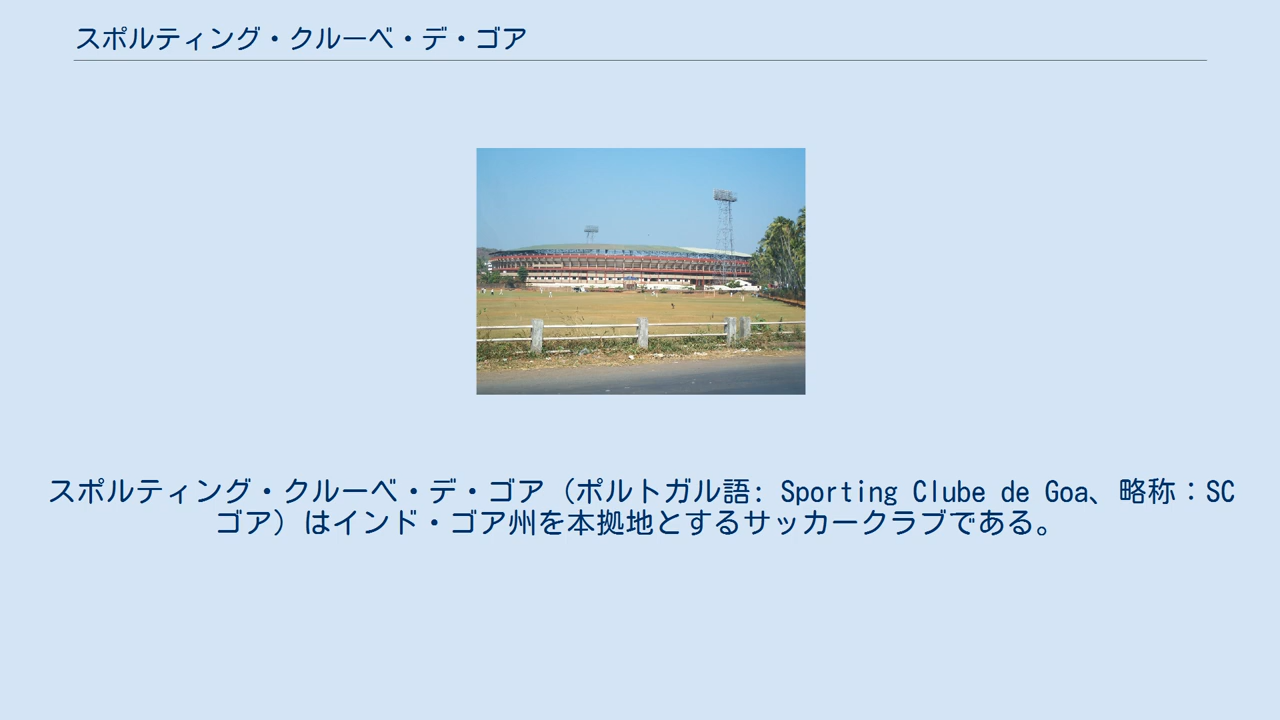 スポルティング・クルーベ・デ・ゴア
スポルティング・クルーベ・デ・ゴア（ポルトガル語: Sporting Clube de Goa、略称：SC
ゴア）はインド・ゴア州を本拠地とするサッカークラブである。